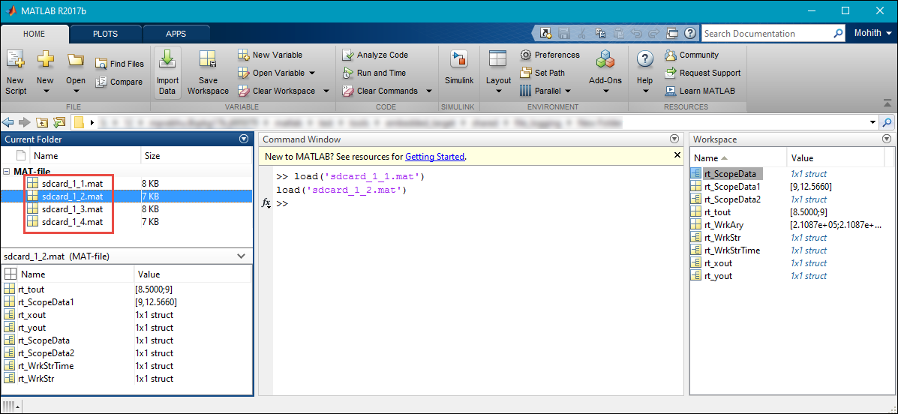 MATLAB R2017b
HOME PLOTS APPS Search Documentation Mohith
New Script
New
Open
Find Files
Compare
Import Data
Save Workspace
New Variable
Open Variable
Clear Workspace
Analyze Code
Run and Time
Clear Commands
Simulink
Layout
Preferences
Set Path
Parallel
Add-Ons
Help
Community
Request Support
Learn MATLAB
FILE VARIABLE CODE SIMULINK ENVIRONMENT RESOURCES
Current Folder
Name Size
MAT-file
sdcard_1_1.mat 8 KB
sdcard_1_2.mat 7 KB
sdcard_1_3.mat 8 KB
sdcard_1_4.mat 7 KB
sdcard_1_2.mat (MAT-file)
Name Value
rt_tout [8.5000;9]
rt_ScopeData1 [9,12.5660]
rt_xout 1x1 struct
rt_yout 1x1 struct
rt_ScopeData 1x1 struct
rt_ScopeData2 1x1 struct
rt_WrkStrTime 1x1 struct
rt_WrkStr 1x1 struct
Command Window
New to MATLAB? See resources for Getting Started.
>> load('sdcard_1_1.mat')
load('sdcard_1_2.mat')
fx >>
Workspace
Name Value
rt_ScopeData 1x1 struct
rt_ScopeData1 [9,12.5660]
rt_ScopeData2 1x1 struct
rt_tout [8.5000;9]
rt_WrkAry [2.1087e+05;2.1087e+...
rt_WrkStr 1x1 struct
rt_WrkStrTime 1x1 struct
rt_xout 1x1 struct
rt_yout 1x1 struct